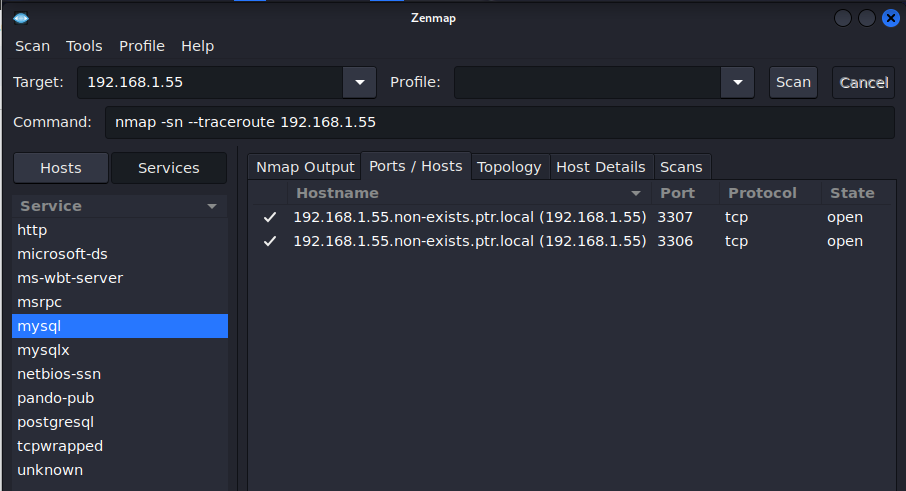 Zenmap
Scan Tools Profile Help
Target: 192.168.1.55 Profile: Scan Cancel
Command: nmap -sn --traceroute 192.168.1.55
Hosts Services
Nmap Output Ports / Hosts Topology Host Details Scans
Service
http
microsoft-ds
ms-wbt-server
msrpc
mysql
mysqlx
netbios-ssn
pando-pub
postgresql
tcpwrapped
unknown
Hostname Port Protocol State
192.168.1.55.non-exists.ptr.local (192.168.1.55) 3307 tcp open
192.168.1.55.non-exists.ptr.local (192.168.1.55) 3306 tcp open